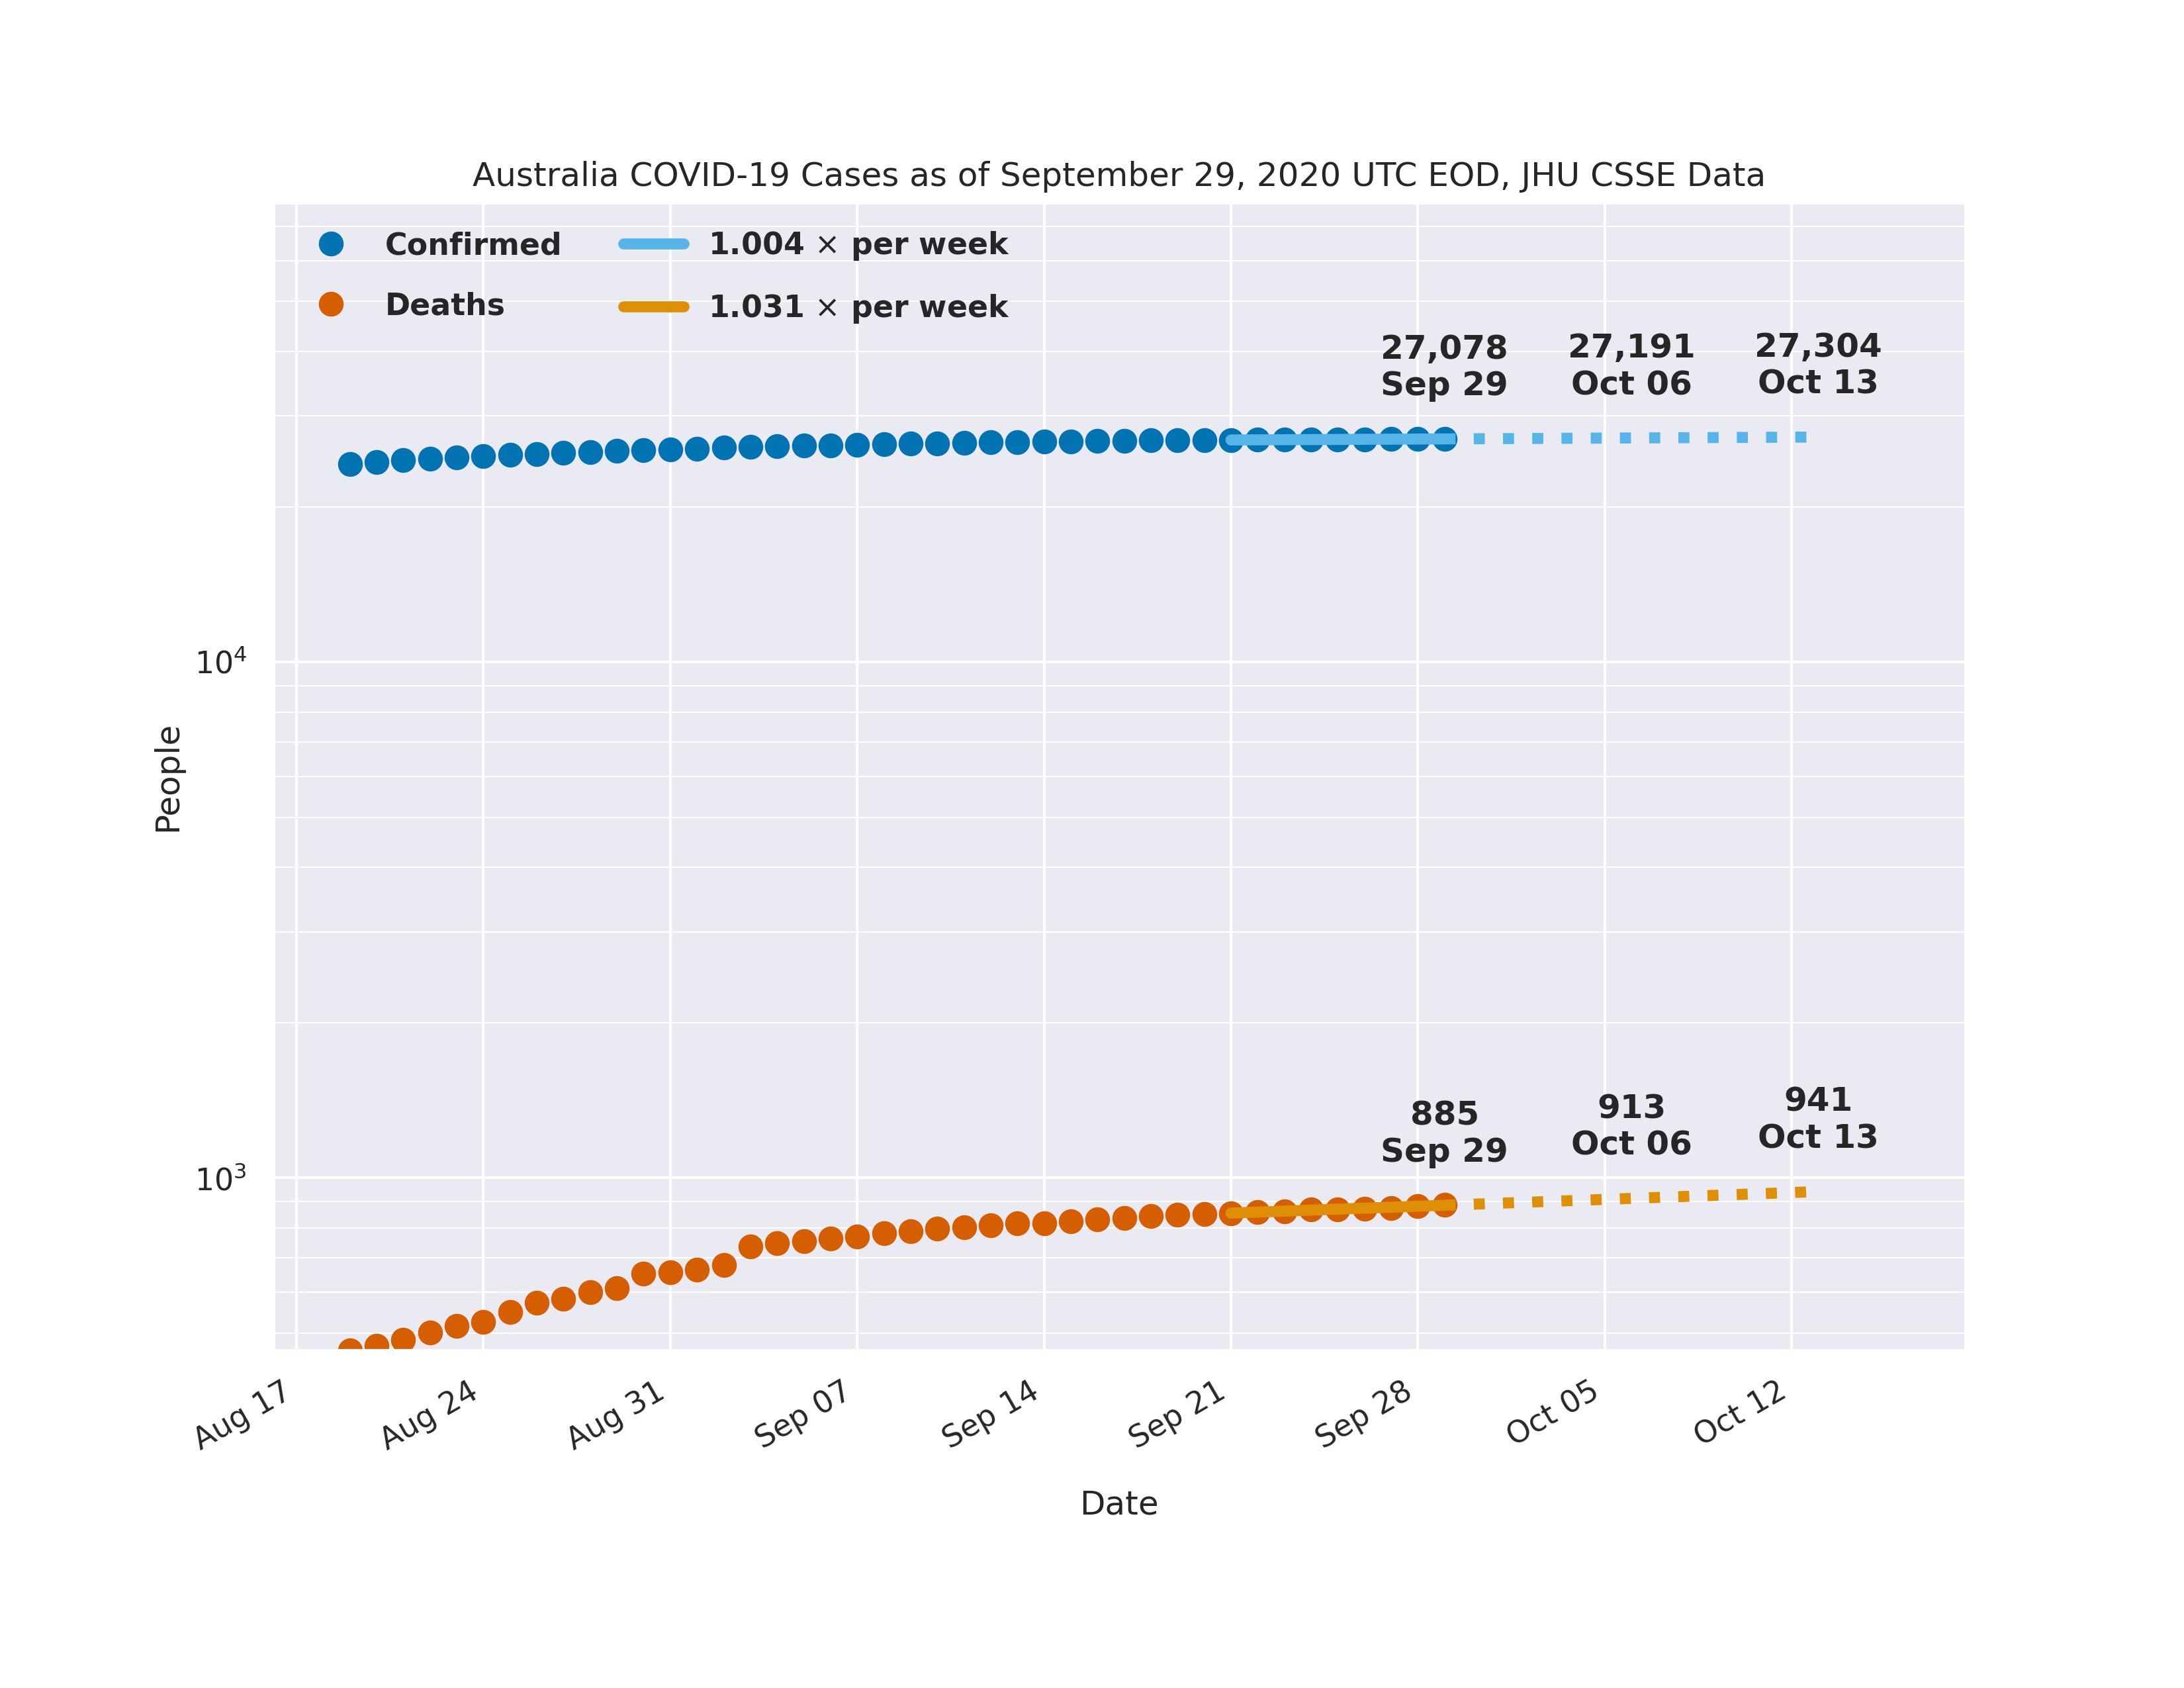 Australia COVID-19 Cases as of September 29, 2020 UTC EOD, JHU CSSE Data
Confirmed
Deaths
1.004 × per week
1.031 × per week
27,078
Sep 29
27,191
Oct 06
27,304
Oct 13
10⁴
People
885
Sep 29
913
Oct 06
941
Oct 13
10³
Aug 17
Aug 24
Aug 31
Sep 07
Sep 14
Sep 21
Sep 28
Oct 05
Oct 12
Date